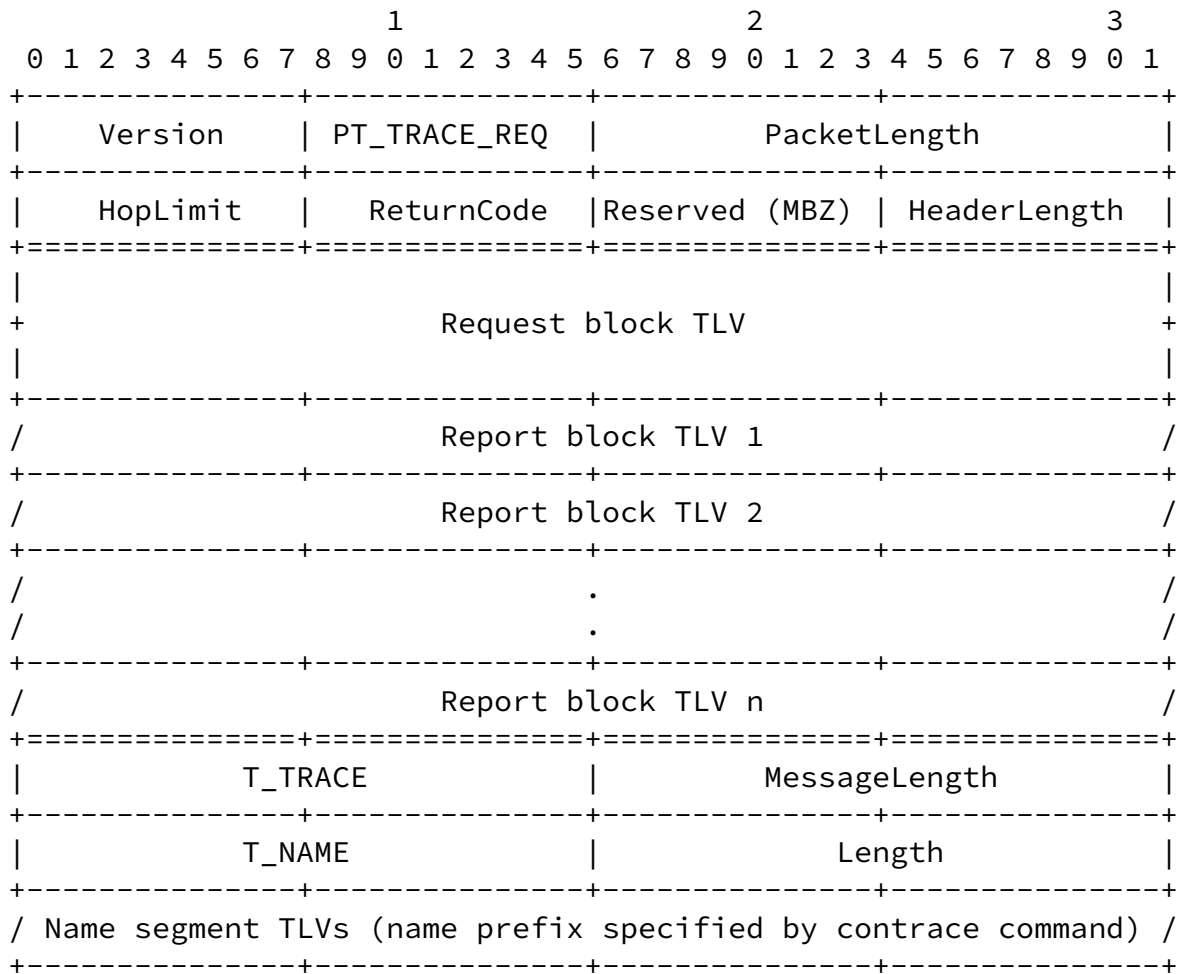 1                   2                   3
 0 1 2 3 4 5 6 7 8 9 0 1 2 3 4 5 6 7 8 9 0 1 2 3 4 5 6 7 8 9 0 1
+---------------+---------------+---------------+---------------+
|    Version    | PT_TRACE_REQ  |         PacketLength          |
+---------------+---------------+---------------+---------------+
|    HopLimit   |   ReturnCode  |Reserved (MBZ) | HeaderLength  |
+===============+===============+===============+===============+
|                                                               |
+                       Request block TLV                       +
|                                                               |
+---------------+---------------+---------------+---------------+
/                       Report block TLV 1                      /
+---------------+---------------+---------------+---------------+
/                       Report block TLV 2                      /
+---------------+---------------+---------------+---------------+
/                               .                               /
/                               .                               /
+---------------+---------------+---------------+---------------+
/                       Report block TLV n                      /
+===============+===============+===============+===============+
|            T_TRACE            |         MessageLength         |
+---------------+---------------+---------------+---------------+
|            T_NAME             |             Length            |
+---------------+---------------+---------------+---------------+
/ Name segment TLVs (name prefix specified by contrace command) /
+---------------+---------------+---------------+---------------+